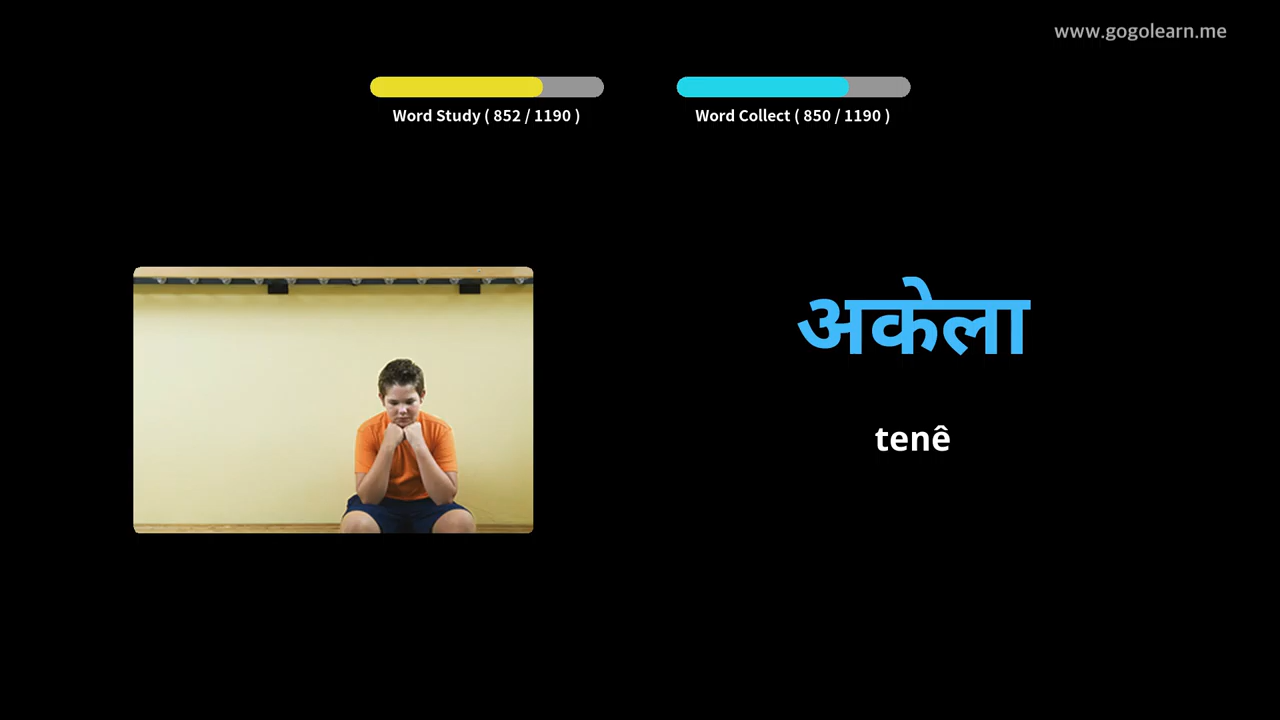 www.gogolearn.me
Word Study ( 852 / 1190 )
Word Collect ( 850 / 1190 )
अकेला
tenê